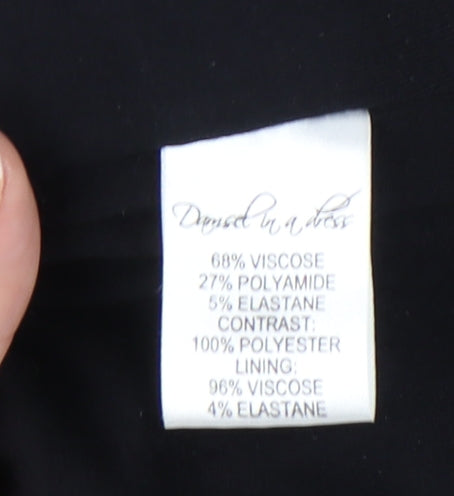 Damsel in a dress
68% VISCOSE
27% POLYAMIDE
5% ELASTANE
CONTRAST:
100% POLYESTER
LINING:
96% VISCOSE
4% ELASTANE